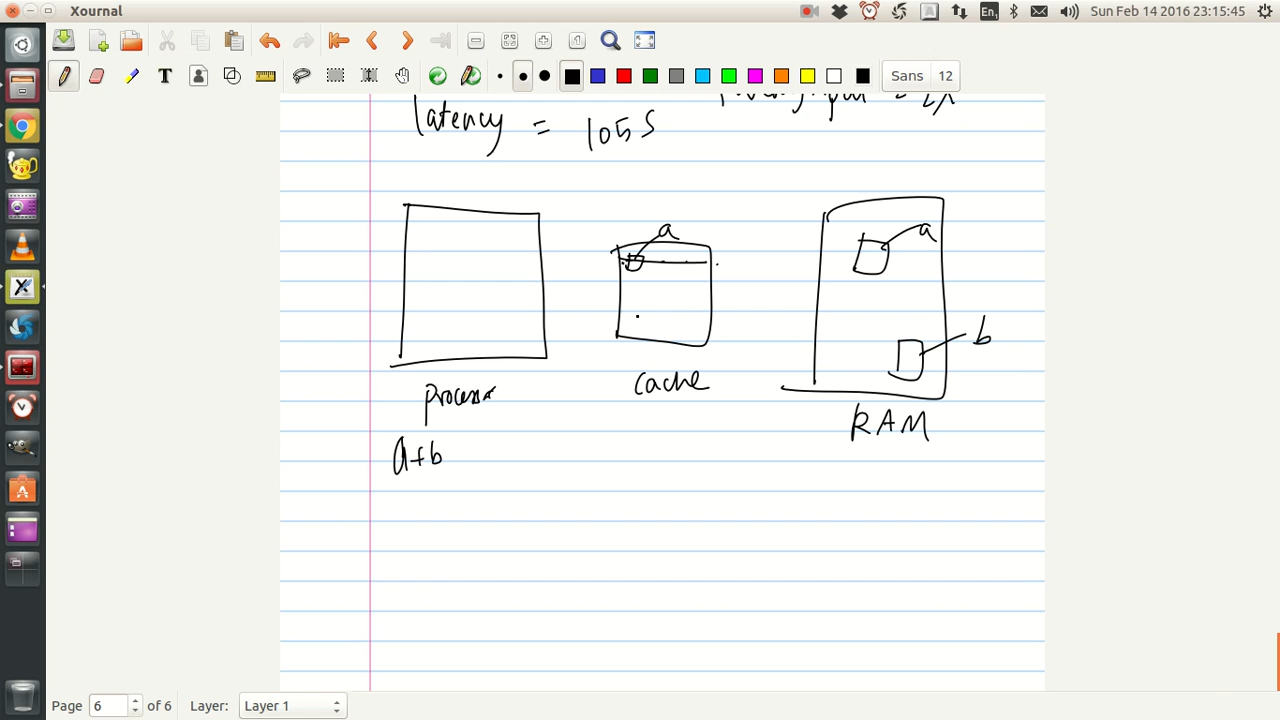 Xournal
En1
Sun Feb 14 2016 23:15:45
T
Sans 12
latency = 105 S
a
a
b
cache
RAM
a+b
Page 6 of 6 Layer: Layer 1